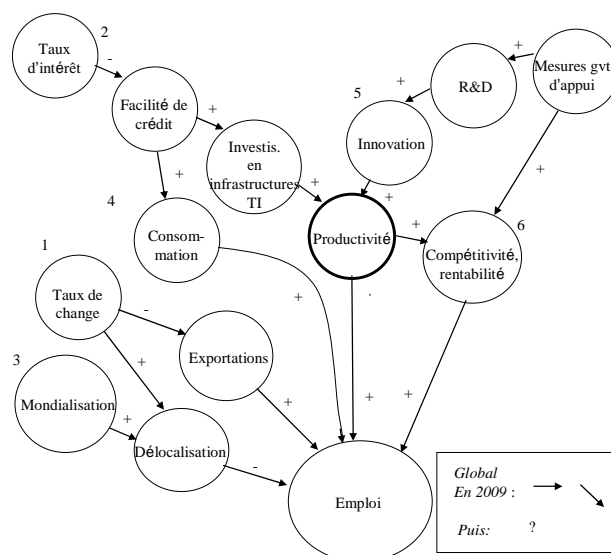 2
Taux
d'intérêt
-
Facilité de
crédit
+
+
Investis.
en
infrastructures
TI
+
5
Innovation
+
R&D
+
Mesures gvt.
d'appui
+
+
4
Consom-
mation
+
Productivité
+
6
Compétitivité,
rentabilité
.
1
Taux de
change
-
+
3
Mondialisation
+
Exportations
+
Délocalisation
-
+
+
Emploi
Global
En 2009 :
Puis: ?